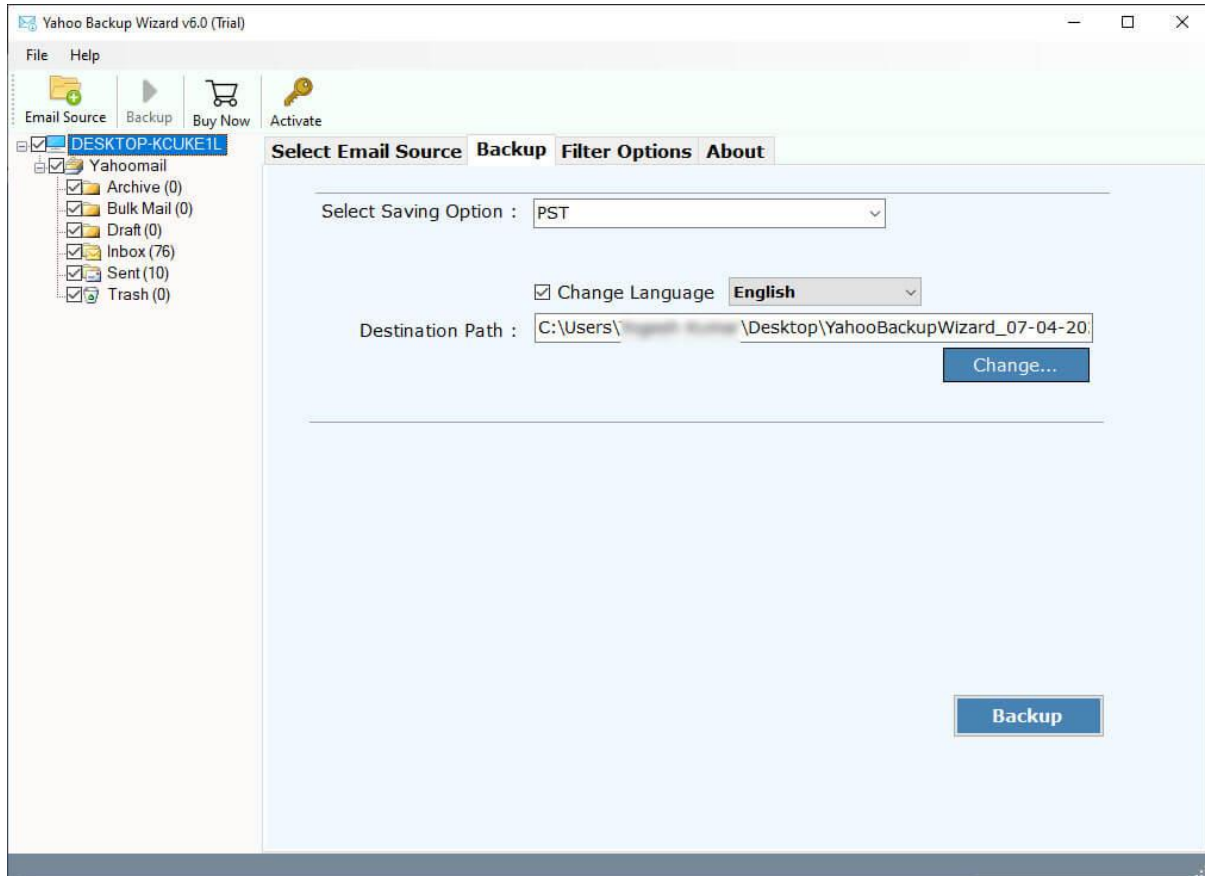 Yahoo Backup Wizard v6.0 (Trial)
File Help
Email Source Backup Buy Now Activate
DESKTOP-KCUKE1L
Yahoomail
Archive (0)
Bulk Mail (0)
Draft (0)
Inbox (76)
Sent (10)
Trash (0)
Select Email Source Backup Filter Options About
Select Saving Option : PST
Change Language English
Destination Path : C:\Users\ \Desktop\YahooBackupWizard_07-04-20
Change...
Backup